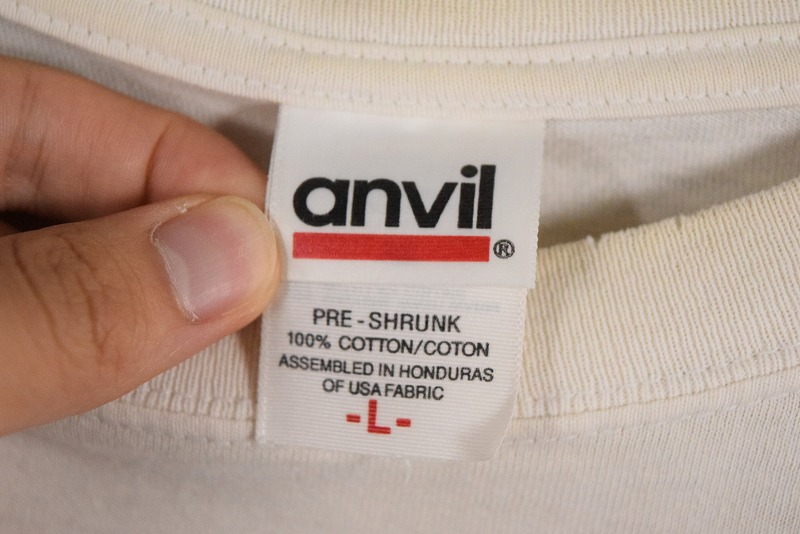 anvil®
PRE-SHRUNK
100% COTTON/COTON
ASSEMBLED IN HONDURAS
OF USA FABRIC
-L-